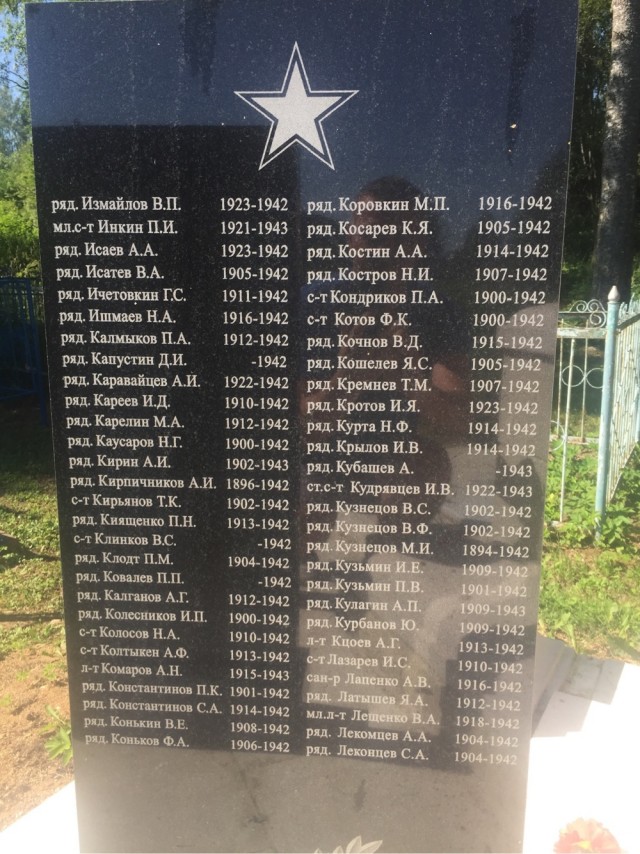 ряд. Измайлов В.П. 1923-1942
мл.с-т Инкин П.И. 1921-1943
ряд. Исаев А.А. 1923-1942
ряд. Исатев В.А. 1905-1942
ряд. Ичетовкин Г.С. 1911-1942
ряд. Ишмаев Н.А. 1916-1942
ряд. Калмыков П.А. 1912-1942
ряд. Капустин Д.И. -1942
ряд. Каравайцев А.И. 1922-1942
ряд. Кареев И.Д. 1910-1942
ряд. Карелин М.А. 1912-1942
ряд. Каусаров Н.Г. 1900-1942
ряд. Кирин А.И. 1902-1943
ряд. Кирпичников А.И. 1896-1942
с-т Кирьянов Т.К. 1902-1942
ряд. Киященко П.Н. 1913-1942
с-т Клинков В.С. -1942
ряд. Клодт П.М. 1904-1942
ряд. Ковалев П.П. -1942
ряд. Калганов А.Г. 1912-1942
ряд. Колесников И.П. 1900-1942
с-т Колосов Н.А. 1910-1942
с-т Колтыкен А.Ф. 1913-1942
л-т Комаров А.Н. 1915-1943
ряд. Константинов П.К. 1901-1942
ряд. Константинов С.А. 1914-1942
ряд. Конькин В.Е. 1908-1942
ряд. Коньков Ф.А. 1906-1942
ряд. Коровкин М.П. 1916-1942
ряд. Косарев К.Я. 1905-1942
ряд. Костин А.А. 1914-1942
ряд. Костров Н.И. 1907-1942
с-т Кондриков П.А. 1900-1942
с-т Котов Ф.К. 1900-1942
ряд. Кочнов В.Д. 1915-1942
ряд. Кошелев Я.С. 1905-1942
ряд. Кремнев Т.М. 1907-1942
ряд. Кротов И.Я. 1923-1942
ряд. Курта Н.Ф. 1914-1942
ряд. Крылов И.В. 1914-1942
ряд. Кубашев А. -1943
ст.с-т Кудрявцев И.В. 1922-1943
ряд. Кузнецов В.С. 1902-1942
ряд. Кузнецов В.Ф. 1902-1942
ряд. Кузнецов М.И. 1894-1942
ряд. Кузьмин И.Е. 1909-1942
ряд. Кузьмин П.В. 1901-1942
ряд. Кулагин А.П. 1909-1943
ряд. Курбанов Ю. 1909-1942
л-т Кцоев А.Г. 1913-1942
с-т Лазарев И.С. 1910-1942
сан-р Лапенко А.В. 1916-1942
ряд. Латышев Я.А. 1912-1942
мл.л-т Лещенко В.А. 1918-1942
ряд. Лекомцев А.А. 1904-1942
ряд. Леконцев С.А. 1904-1942